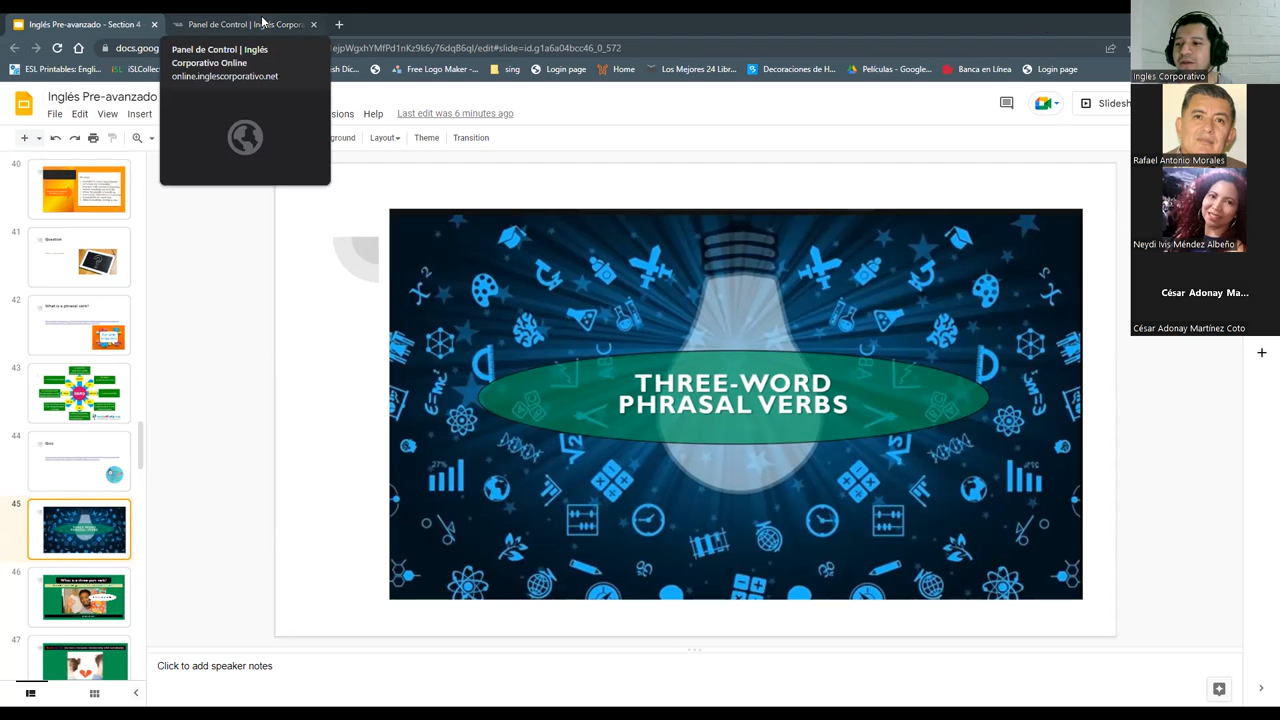 Inglés Pre-avanzado - Section 4
Panel de Control | Inglés Corpora
docs.goog
ejpWgxhYMfPd1nKz9k6y76dqB6ql/edit#slide=id.g1a6a04bcc46_0_572
Panel de Control | Inglés
Corporativo Online
online.inglescorporativo.net
ESL Printables: Engl...
iSLCollec
sh Dic...
Free Logo Maker -...
sing
Login page
Home
Los Mejores 24 Libr...
Decoraciones de H...
Películas - Google...
Banca en Línea
Login page
Inglés Pre-avanzado
File
Edit
View
Insert
sions
Help
Last edit was 6 minutes ago
Slidesh
ground
Layout
Theme
Transition
40
41
Question
42
What is a phrasal verb?
43
44
Quiz
45
46
What is a three-part verb?
47
THREE-WORD
PHRASAL VERBS
Click to add speaker notes
Ingles Corporativo
Rafael Antonio Morales
Neydi Ivis Méndez Albeño
César Adonay Ma...
César Adonay Martínez Coto